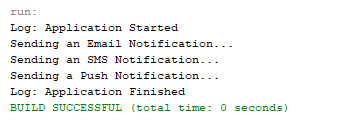 run:
Log: Application Started
Sending an Email Notification...
Sending an SMS Notification...
Sending a Push Notification...
Log: Application Finished
BUILD SUCCESSFUL (total time: 0 seconds)